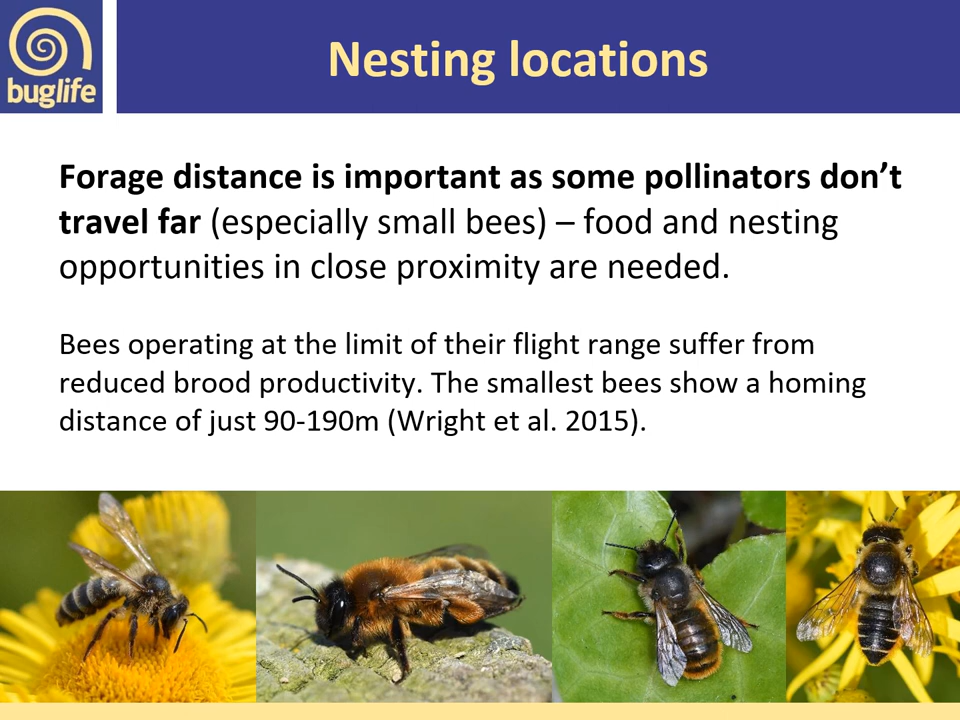 buglife
Nesting locations
Forage distance is important as some pollinators don’t
travel far (especially small bees) – food and nesting
opportunities in close proximity are needed.
Bees operating at the limit of their flight range suffer from
reduced brood productivity. The smallest bees show a homing
distance of just 90-190m (Wright et al. 2015).